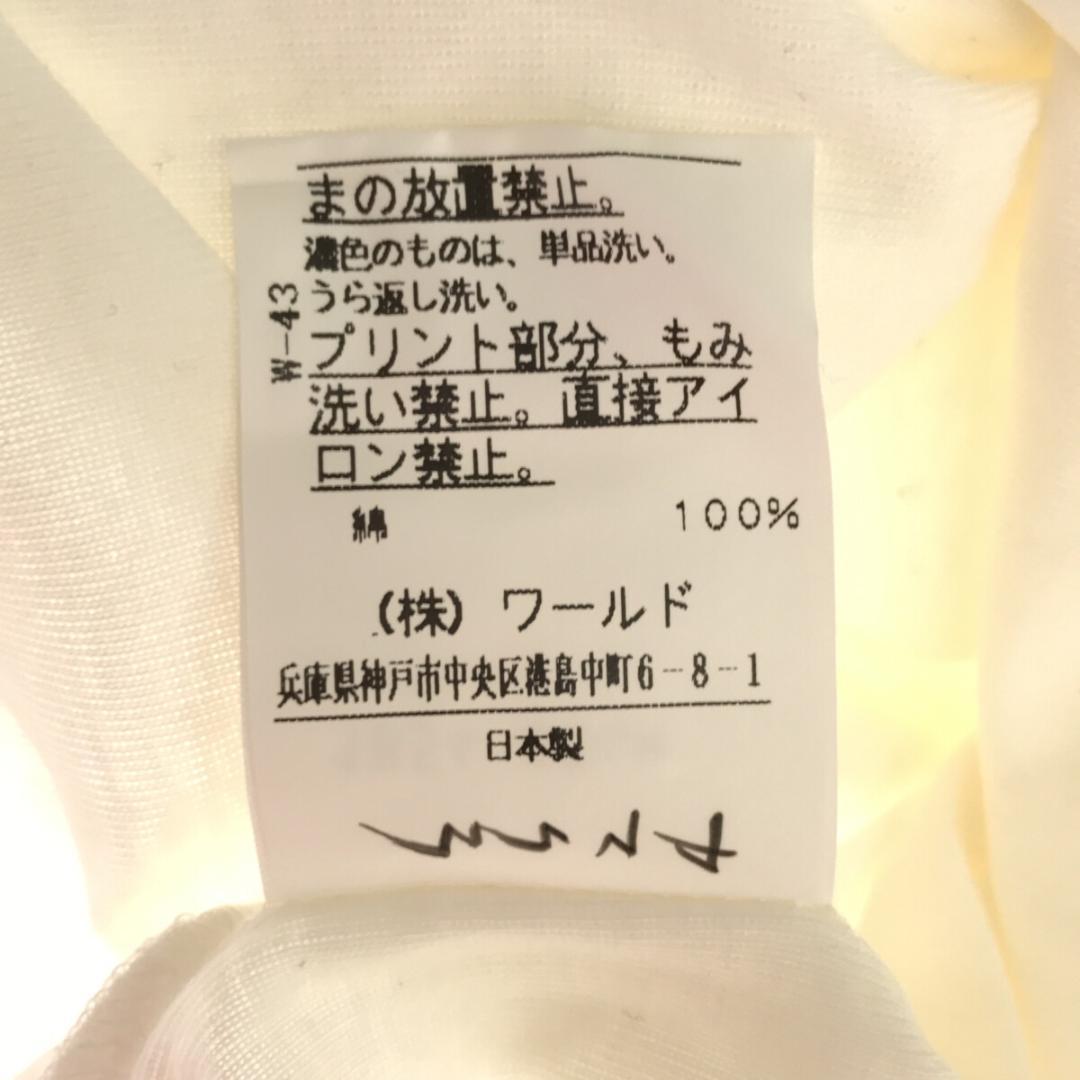 まの放置禁止。
濃色のものは、単品洗い。
うら返し洗い。
プリント部分、もみ
洗い禁止。直接アイ
ロン禁止。
W-43
綿 100%
(株) ワールド
兵庫県神戸市中央区港島中町6-8-1
日本製